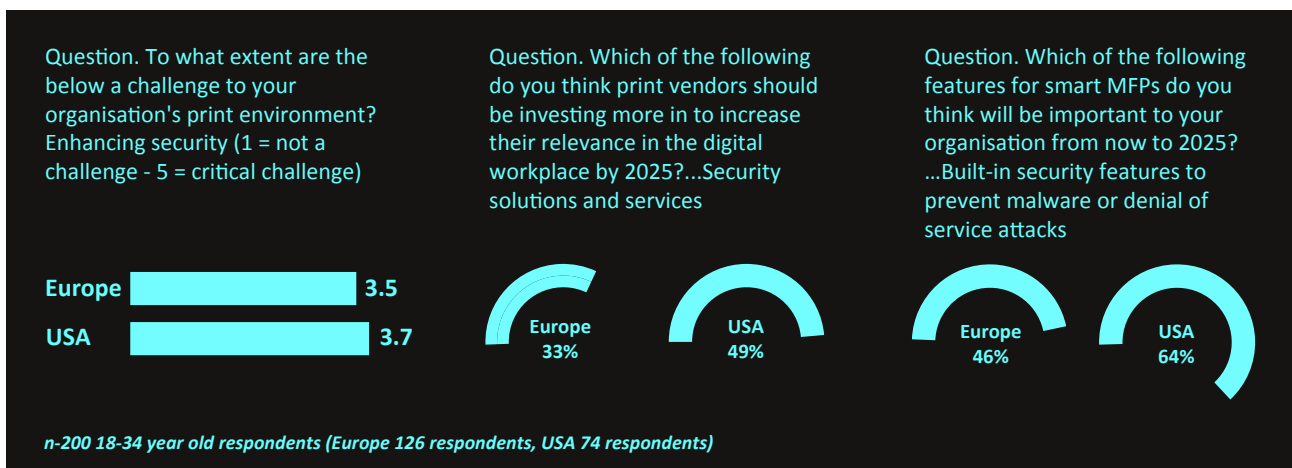 Question. To what extent are the
below a challenge to your
organisation's print environment?
Enhancing security (1 = not a
challenge - 5 = critical challenge)
Europe 3.5
USA 3.7
Question. Which of the following
do you think print vendors should
be investing more in to increase
their relevance in the digital
workplace by 2025?...Security
solutions and services
Europe
33%
USA
49%
Question. Which of the following
features for smart MFPs do you
think will be important to your
organisation from now to 2025?
...Built-in security features to
prevent malware or denial of
service attacks
Europe
46%
USA
64%
n-200 18-34 year old respondents (Europe 126 respondents, USA 74 respondents)